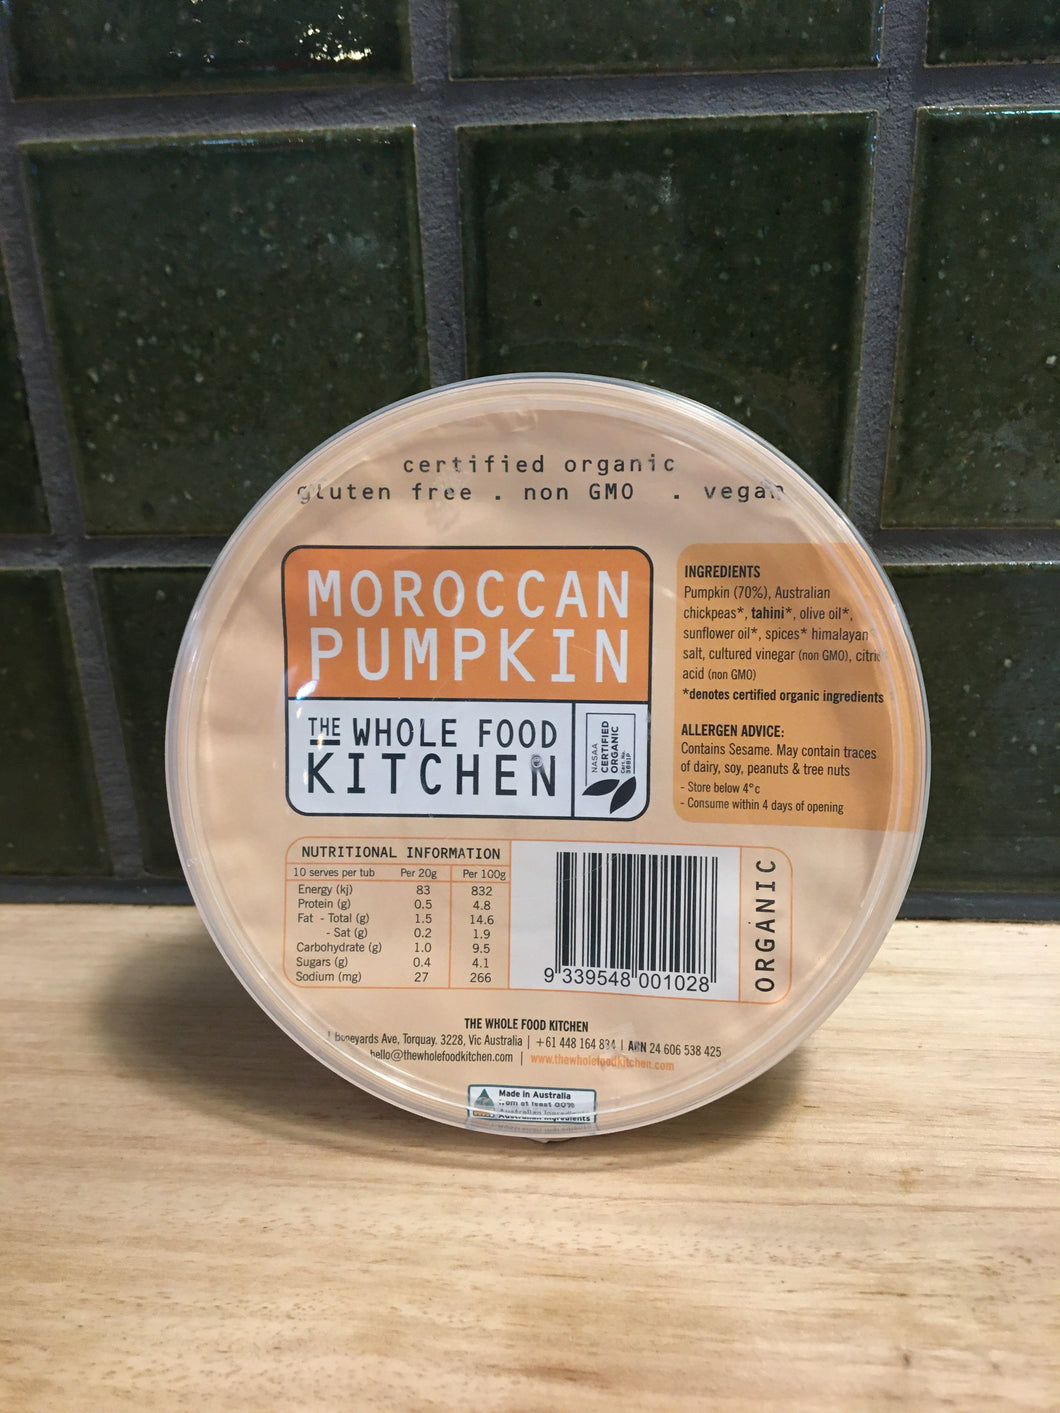 certified organic
gluten free . non GMO . vegan
MOROCCAN
PUMPKIN
THE WHOLE FOOD
KITCHEN
NASAA
CERTIFIED
ORGANIC
INGREDIENTS
Pumpkin (70%), Australian
chickpeas*, tahini*, olive oil*,
sunflower oil*, spices* himalayan
salt, cultured vinegar (non GMO), citric
acid (non GMO)
*denotes certified organic ingredients
ALLERGEN ADVICE:
Contains Sesame. May contain traces
of dairy, soy, peanuts & tree nuts
- Store below 4°c
- Consume within 4 days of opening
NUTRITIONAL INFORMATION
10 serves per tub Per 20g Per 100g
Energy (kj) 83 832
Protein (g) 0.5 4.8
Fat - Total (g) 1.5 14.6
- Sat (g) 0.2 1.9
Carbohydrate (g) 1.0 9.5
Sugars (g) 0.4 4.1
Sodium (mg) 27 266
9 339548 001028
ORGANIC
THE WHOLE FOOD KITCHEN
Boneyards Ave, Torquay. 3228, Vic Australia | +61 448 164 834 | ABN 24 606 538 425
hello@thewholefoodkitchen.com | www.thewholefoodkitchen.com
Made in Australia
from at least
Australian Ingredients